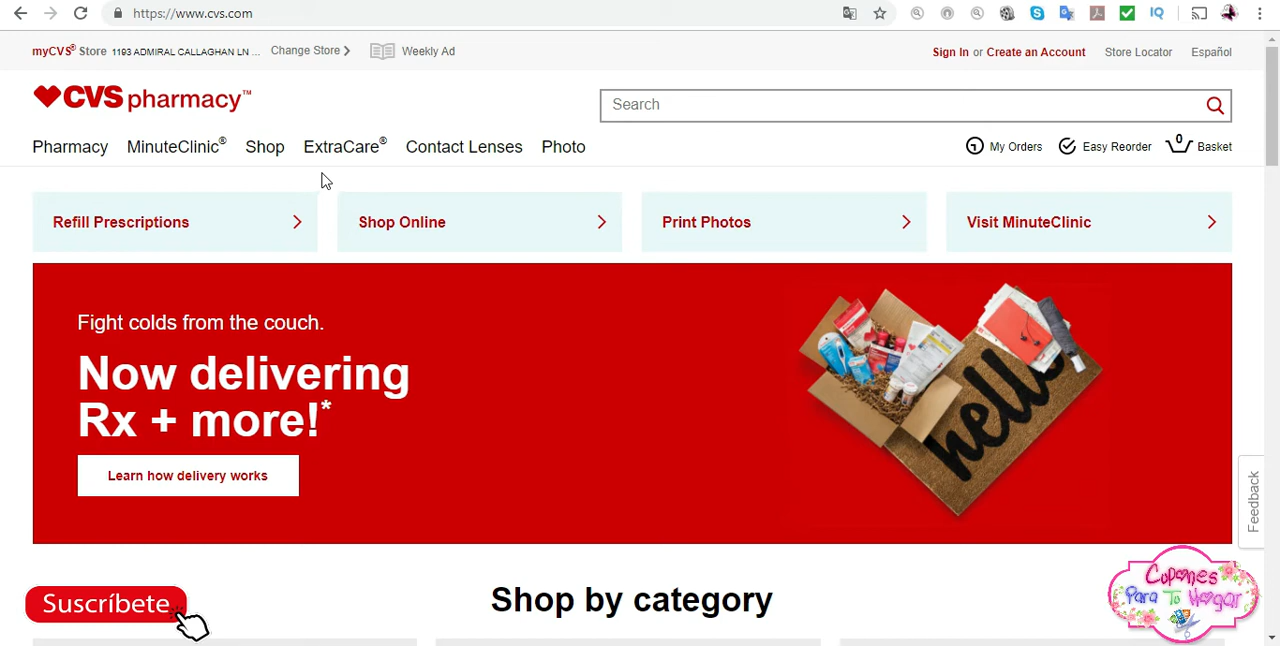 https://www.cvs.com
myCVS® Store 1193 ADMIRAL CALLAGHAN LN ... Change Store Weekly Ad
Sign In or Create an Account Store Locator Español
CVS pharmacy™
Search
Pharmacy MinuteClinic® Shop ExtraCare® Contact Lenses Photo
My Orders Easy Reorder 0 Basket
Refill Prescriptions Shop Online Print Photos Visit MinuteClinic
Fight colds from the couch.
Now delivering
Rx + more!*
Learn how delivery works
hello
Feedback
Suscríbete
Shop by category
Cupones
Para Tu Hogar